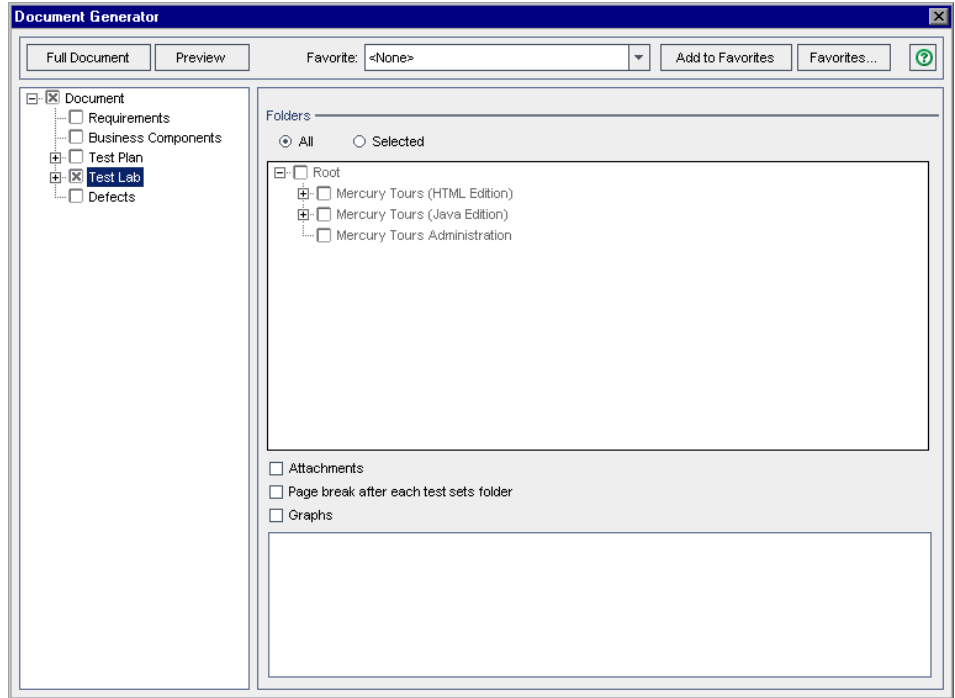 Document Generator
Full Document Preview Favorite: <None> Add to Favorites Favorites... ?
Document
Requirements
Business Components
Test Plan
Test Lab
Defects
Folders
All Selected
Root
Mercury Tours (HTML Edition)
Mercury Tours (Java Edition)
Mercury Tours Administration
Attachments
Page break after each test sets folder
Graphs